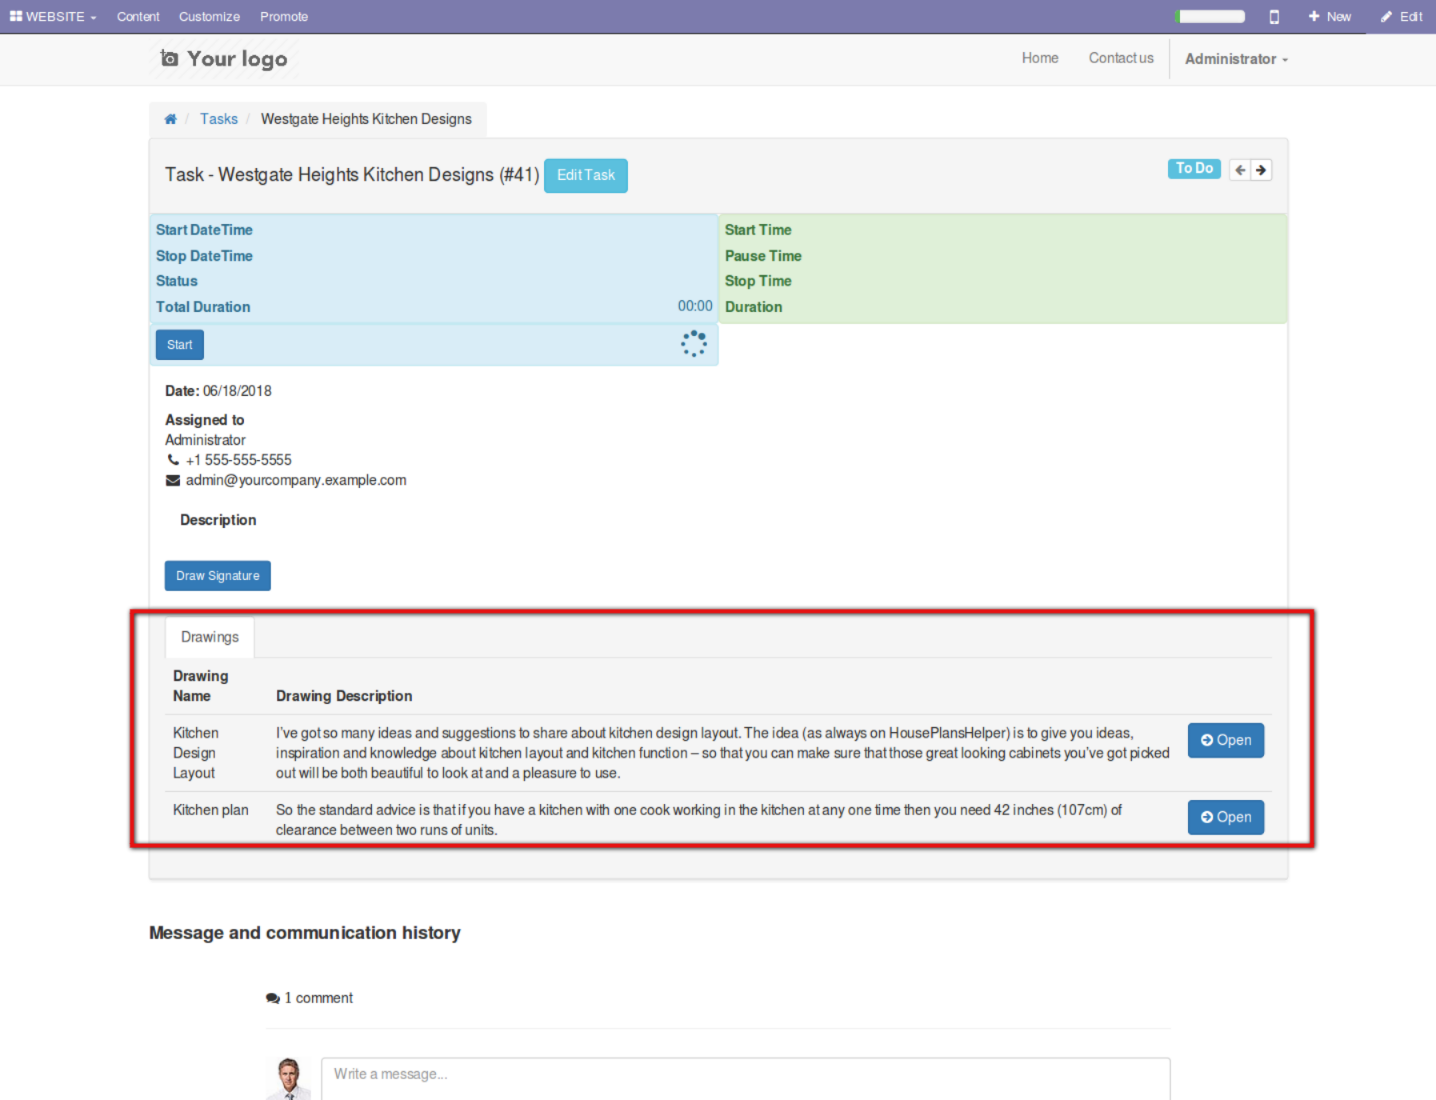 WEBSITE Content Customize Promote New Edit
Your logo Home Contact us Administrator
/ Tasks / Westgate Heights Kitchen Designs
Task - Westgate Heights Kitchen Designs (#41) Edit Task To Do
Start DateTime Start Time
Stop DateTime Pause Time
Status Stop Time
Total Duration 00:00 Duration
Start
Date: 06/18/2018
Assigned to
Administrator
+1 555-555-5555
admin@yourcompany.example.com
Description
Draw Signature
Drawings
Drawing
Name Drawing Description
Kitchen I've got so many ideas and suggestions to share about kitchen design layout. The idea (as always on HousePlansHelper) is to give you ideas, Open
Design inspiration and knowledge about kitchen layout and kitchen function – so that you can make sure that those great looking cabinets you've got picked
Layout out will be both beautiful to look at and a pleasure to use.
Kitchen plan So the standard advice is that if you have a kitchen with one cook working in the kitchen at any one time then you need 42 inches (107cm) of Open
clearance between two runs of units.
Message and communication history
1 comment
Write a message...